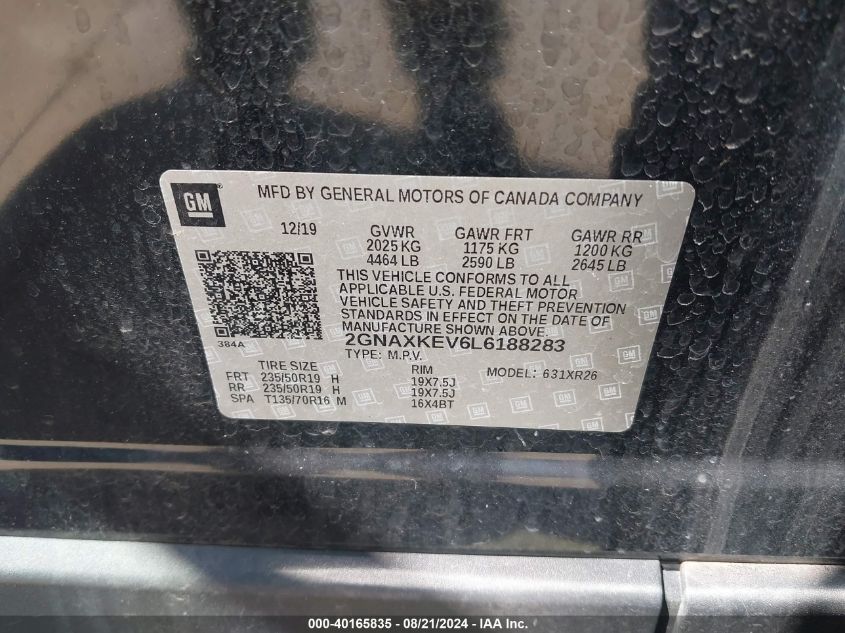 GM
MFD BY GENERAL MOTORS OF CANADA COMPANY
12/19 GVWR GAWR FRT GAWR RR
2025 KG 1175 KG 1200 KG
4464 LB 2590 LB 2645 LB
THIS VEHICLE CONFORMS TO ALL
APPLICABLE U.S. FEDERAL MOTOR
VEHICLE SAFETY AND THEFT PREVENTION
STANDARDS IN EFFECT ON THE DATE OF
MANUFACTURE SHOWN ABOVE.
384A 2GNAXKEV6L6188283
TYPE: M.P.V.
TIRE SIZE RIM MODEL: 631XR26
FRT 235/50R19 H 19X7.5J
RR 235/50R19 H 19X7.5J
SPA T135/70R16 M 16X4BT
000-40165835 - 08/21/2024 - IAA Inc.